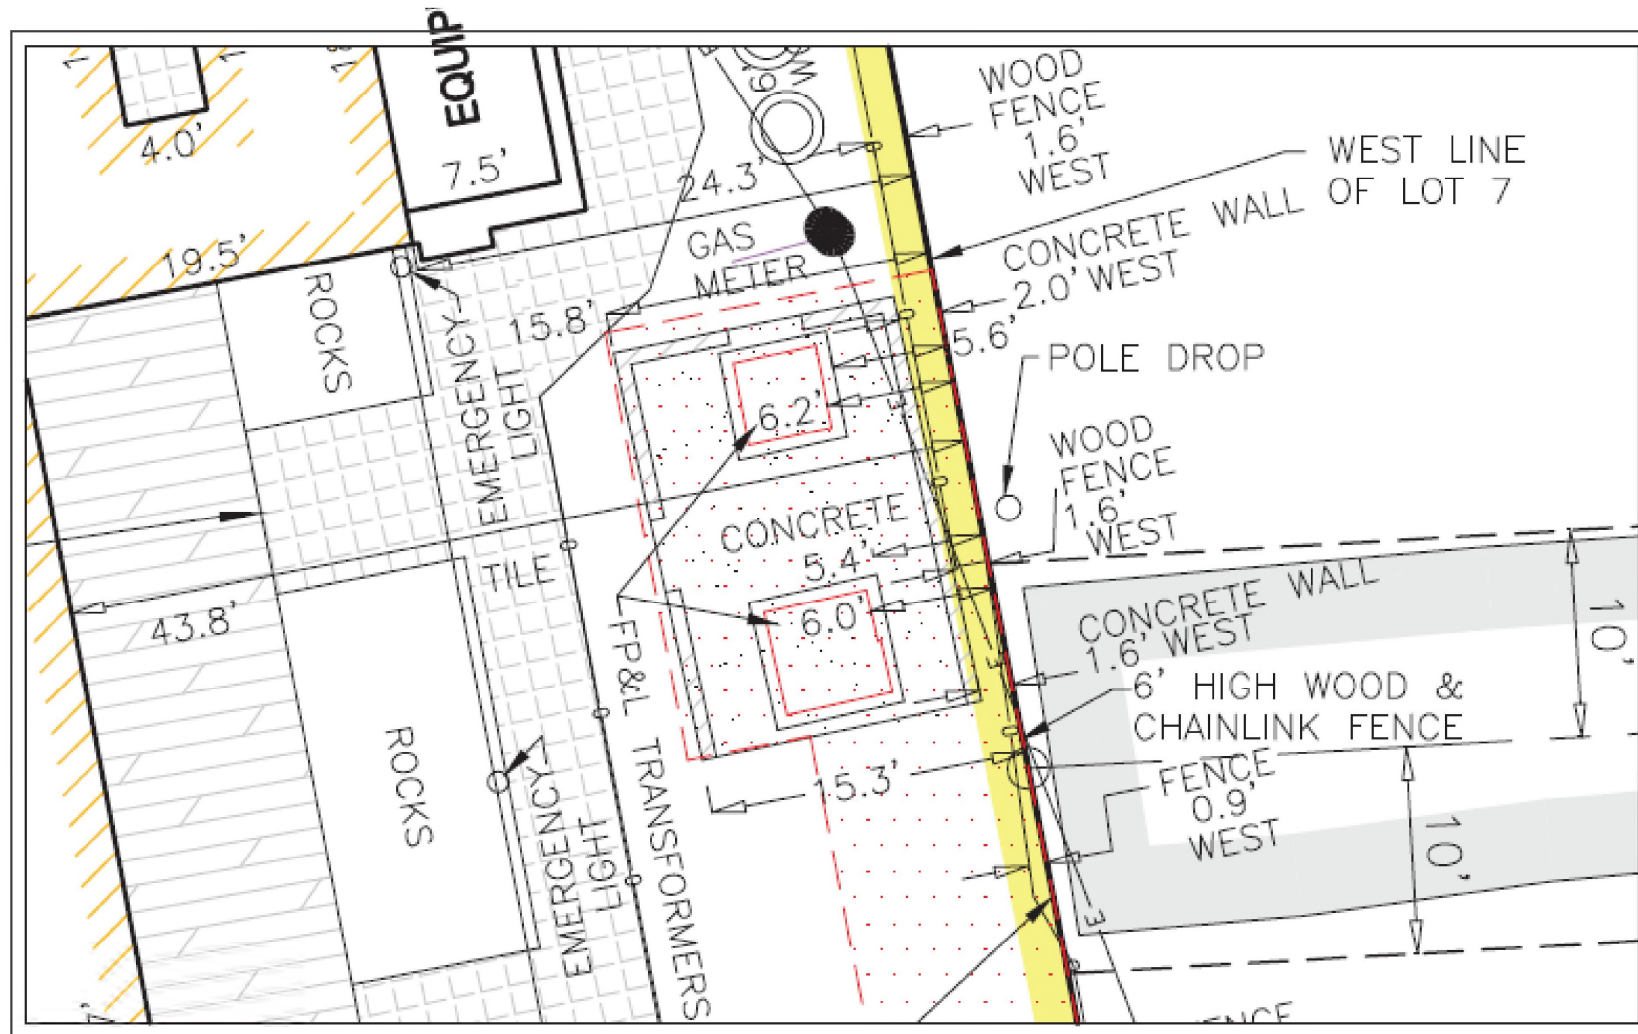 EQUIP
4.0'
7.5'
19.5'
24.3'
WOOD
FENCE
1.6'
WEST
WEST LINE
OF LOT 7
CONCRETE WALL
2.0' WEST
GAS
METER
15.8'
5.6'
ROCKS
EMERGENCY
LIGHT
POLE DROP
6.2'
WOOD
FENCE
1.6'
WEST
CONCRETE
5.4'
TILE
6.0'
43.8'
CONCRETE WALL
1.6' WEST
10'
6' HIGH WOOD &
CHAINLINK FENCE
FP&L TRANSFORMERS
ROCKS
15.3'
FENCE
0.9'
WEST
10'
EMERGENCY
LIGHT